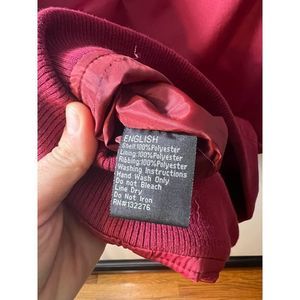 ENGLISH
Shell:100%Polyester
Lining:100%Polyester
Ribbing:100%Polyester
Washing Instructions
Hand Wash Only
Do not Bleach
Line Dry
Do Not Iron
RN#132276